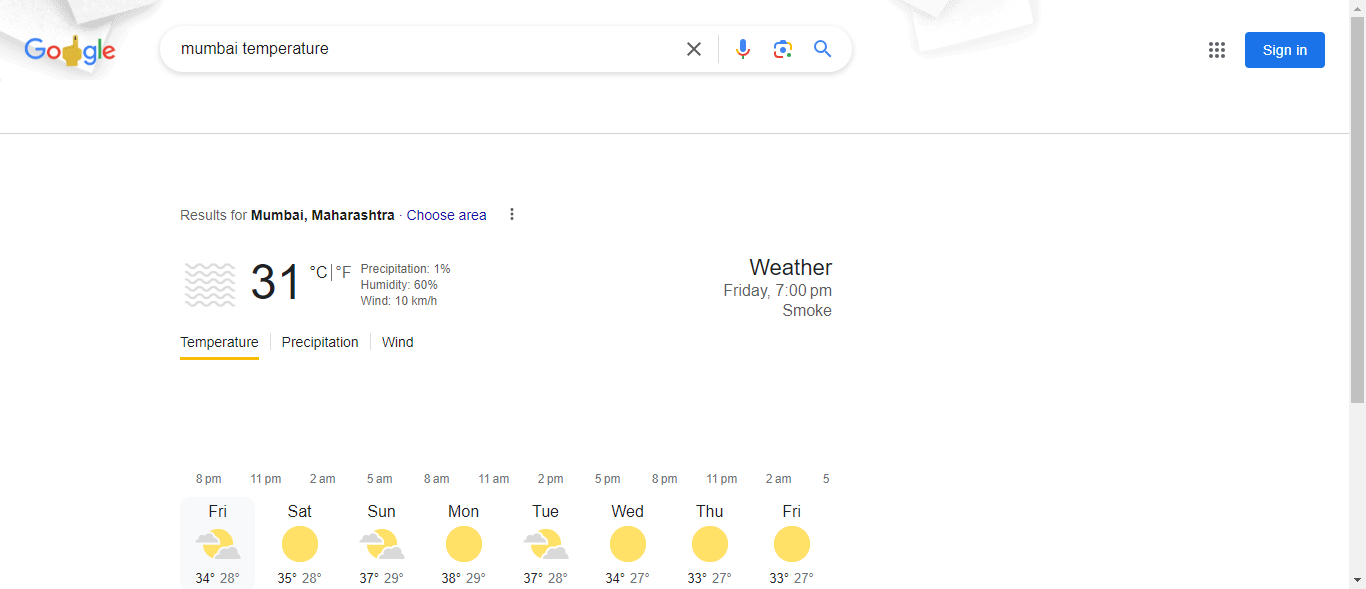 Google
mumbai temperature
Sign in
Results for Mumbai, Maharashtra · Choose area
31 °C | °F
Precipitation: 1%
Humidity: 60%
Wind: 10 km/h
Weather
Friday, 7:00 pm
Smoke
Temperature Precipitation Wind
8 pm 11 pm 2 am 5 am 8 am 11 am 2 pm 5 pm 8 pm 11 pm 2 am 5
Fri Sat Sun Mon Tue Wed Thu Fri
34° 28° 35° 28° 37° 29° 38° 29° 37° 28° 34° 27° 33° 27° 33° 27°